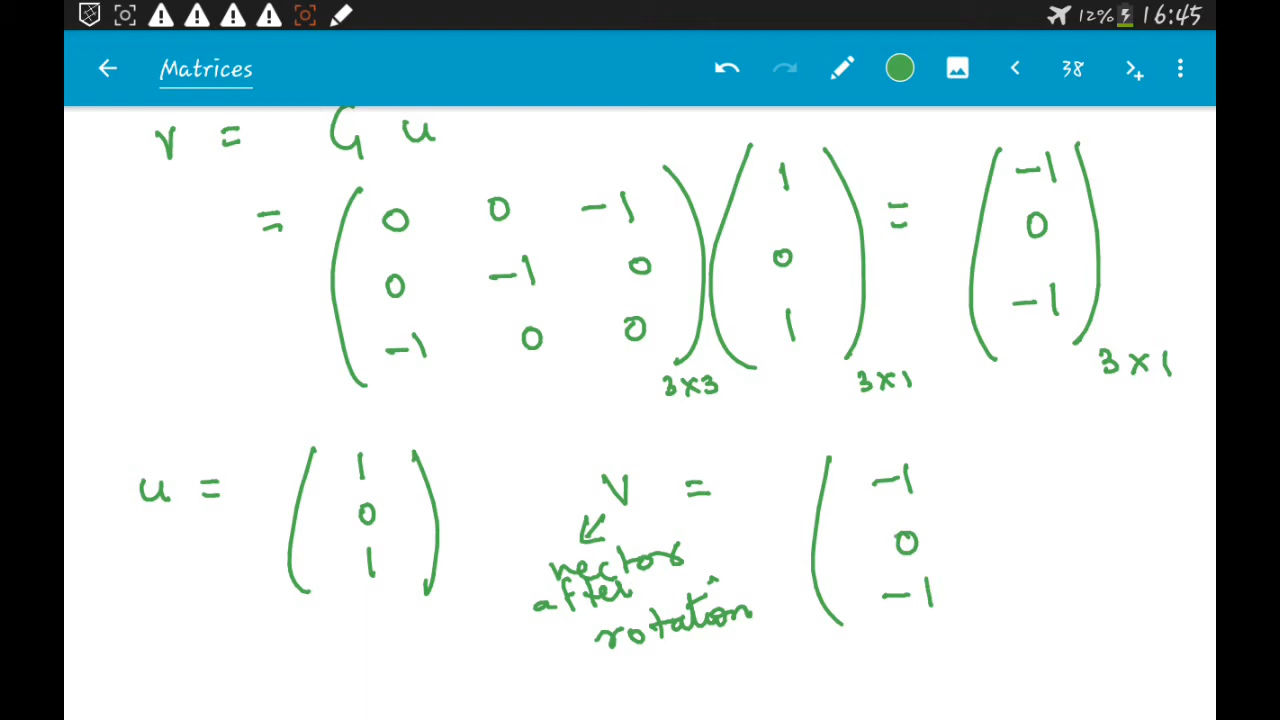 12% 16:45
Matrices 38
v = G u
= ( 0 0 -1 ) ( 1 ) = ( -1 )
0 -1 0 0 0
-1 0 0 1 -1
3×3 3×1 3×1
u = ( 1 ) v = ( -1
0 0
1 -1
vector
after
rotation